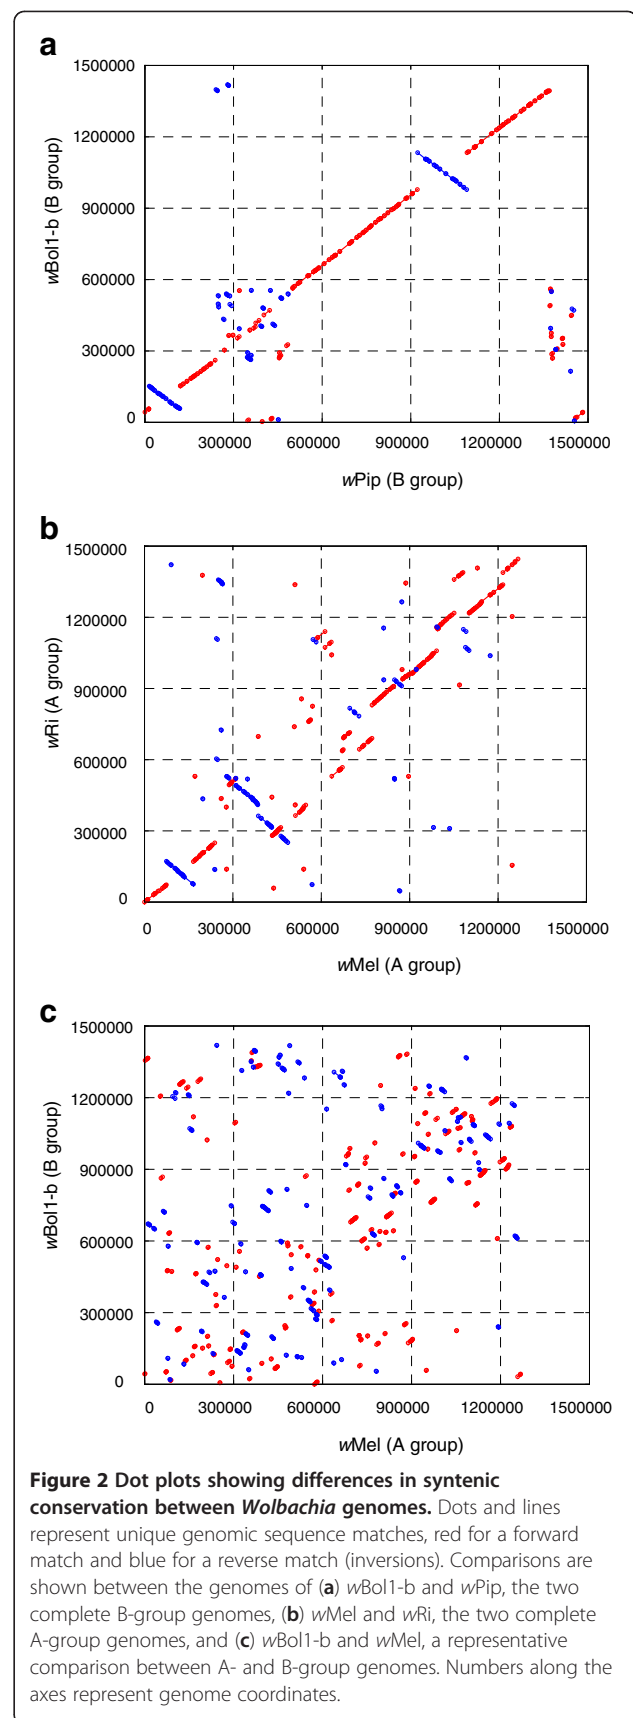 a
1500000
1200000
900000
600000
300000
0
wBol1-b (B group)
0 300000 600000 900000 1200000 1500000
wPip (B group)
b
1500000
1200000
900000
600000
300000
0
wRi (A group)
0 300000 600000 900000 1200000 1500000
wMel (A group)
c
1500000
1200000
900000
600000
300000
0
wBol1-b (B group)
0 300000 600000 900000 1200000 1500000
wMel (A group)
Figure 2 Dot plots showing differences in syntenic
conservation between Wolbachia genomes. Dots and lines
represent unique genomic sequence matches, red for a forward
match and blue for a reverse match (inversions). Comparisons are
shown between the genomes of (a) wBol1-b and wPip, the two
complete B-group genomes, (b) wMel and wRi, the two complete
A-group genomes, and (c) wBol1-b and wMel, a representative
comparison between A- and B-group genomes. Numbers along the
axes represent genome coordinates.